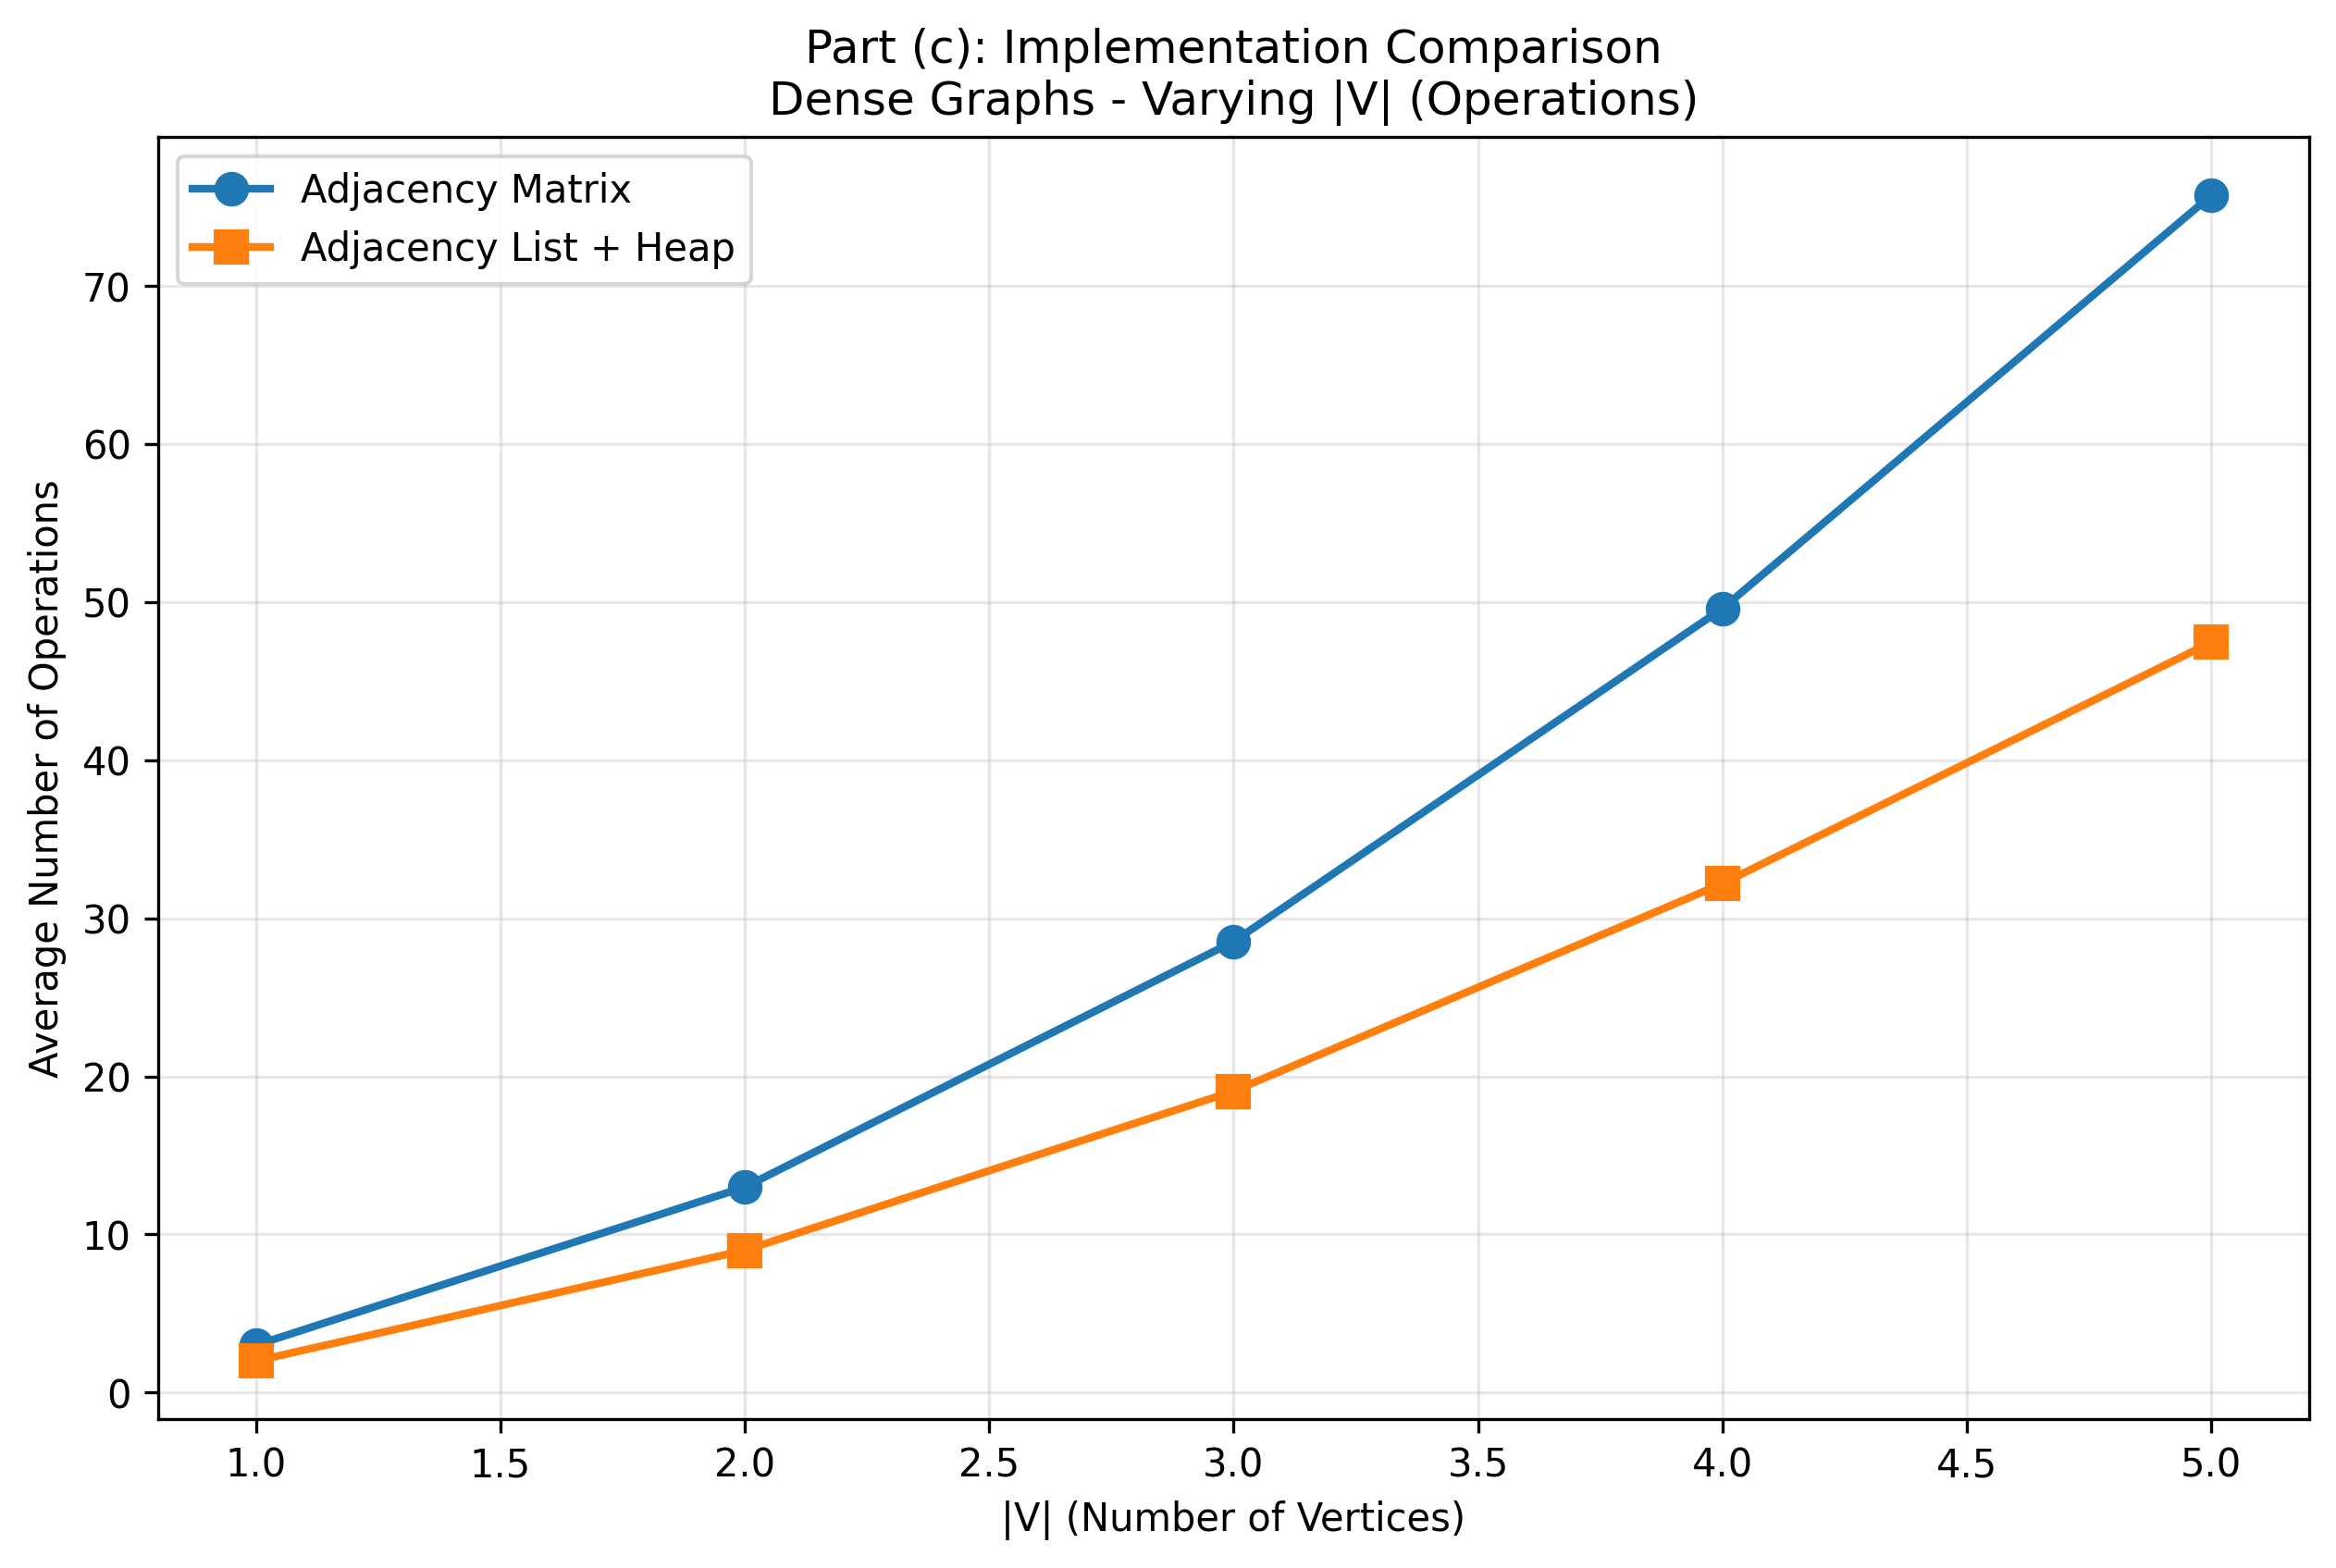 Part (c): Implementation Comparison
Dense Graphs - Varying |V| (Operations)
Adjacency Matrix
Adjacency List + Heap
Average Number of Operations
70
60
50
40
30
20
10
0
1.0 1.5 2.0 2.5 3.0 3.5 4.0 4.5 5.0
|V| (Number of Vertices)